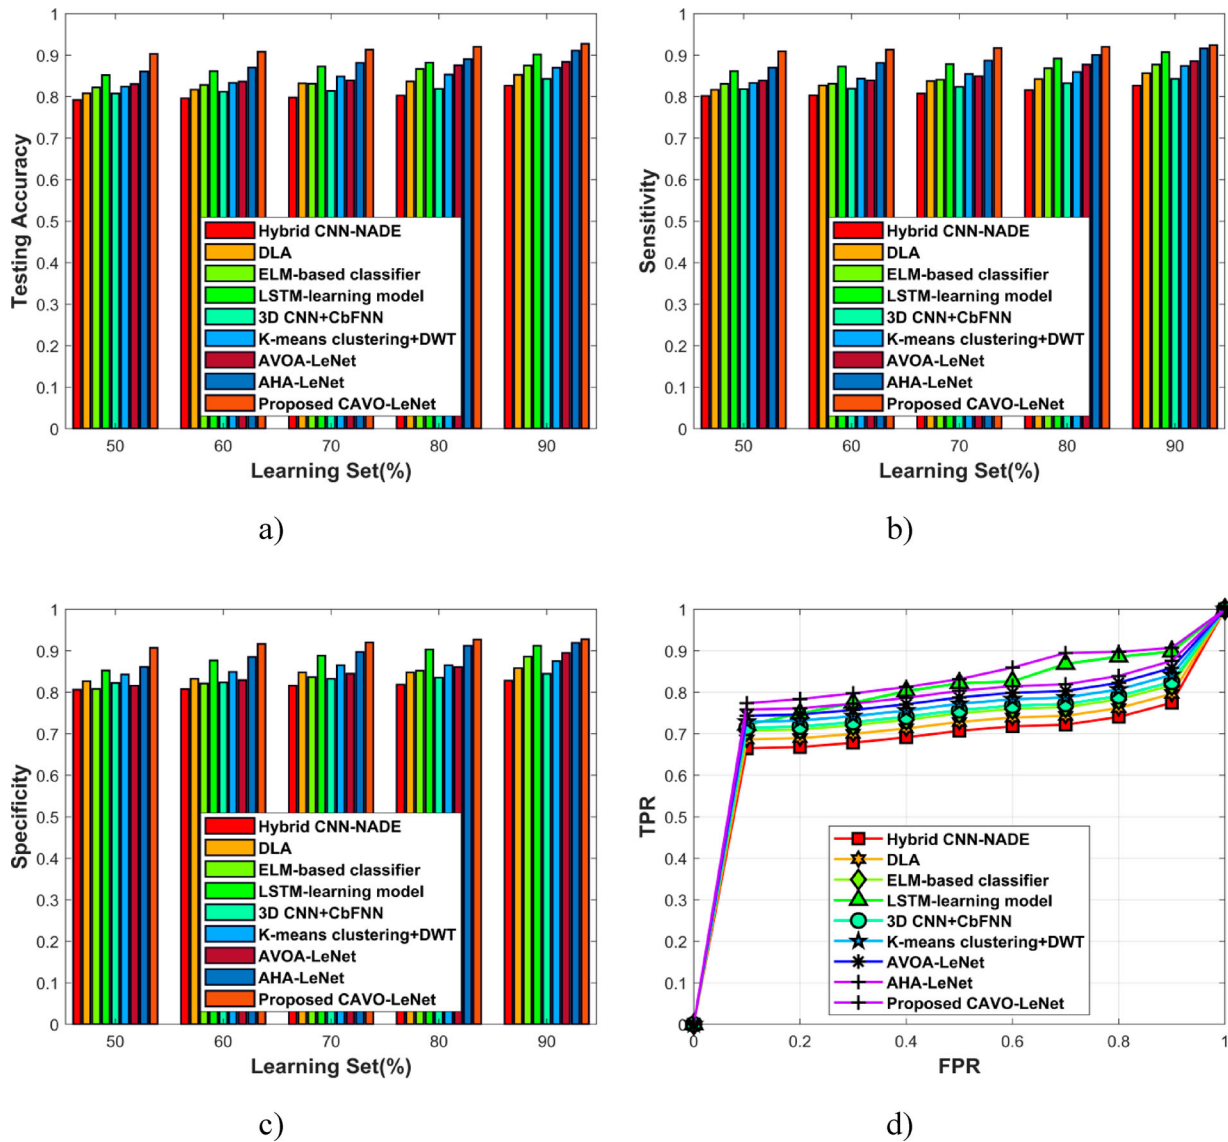 1
0.9
0.8
0.7
0.6
0.5
0.4
0.3
0.2
0.1
0
Testing Accuracy
Hybrid CNN-NADE
DLA
ELM-based classifier
LSTM-learning model
3D CNN+CbFNN
K-means clustering+DWT
AVOA-LeNet
AHA-LeNet
Proposed CAVO-LeNet
50 60 70 80 90
Learning Set(%)
a)
1
0.9
0.8
0.7
0.6
0.5
0.4
0.3
0.2
0.1
0
Sensitivity
Hybrid CNN-NADE
DLA
ELM-based classifier
LSTM-learning model
3D CNN+CbFNN
K-means clustering+DWT
AVOA-LeNet
AHA-LeNet
Proposed CAVO-LeNet
50 60 70 80 90
Learning Set(%)
b)
1
0.9
0.8
0.7
0.6
0.5
0.4
0.3
0.2
0.1
0
Specificity
Hybrid CNN-NADE
DLA
ELM-based classifier
LSTM-learning model
3D CNN+CbFNN
K-means clustering+DWT
AVOA-LeNet
AHA-LeNet
Proposed CAVO-LeNet
50 60 70 80 90
Learning Set(%)
c)
1
0.9
0.8
0.7
0.6
0.5
0.4
0.3
0.2
0.1
0
TPR
Hybrid CNN-NADE
DLA
ELM-based classifier
LSTM-learning model
3D CNN+CbFNN
K-means clustering+DWT
AVOA-LeNet
AHA-LeNet
Proposed CAVO-LeNet
0 0.2 0.4 0.6 0.8 1
FPR
d)